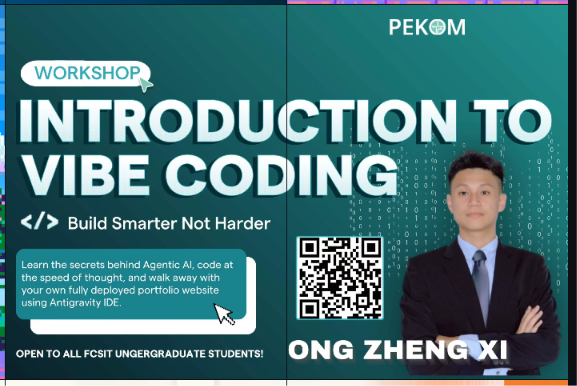 PEKOM
WORKSHOP
INTRODUCTION TO
VIBE CODING
</> Build Smarter Not Harder
Learn the secrets behind Agentic AI, code at
the speed of thought, and walk away with
your own fully deployed portfolio website
using Antigravity IDE.
OPEN TO ALL FCSIT UNGERGRADUATE STUDENTS!
ONG ZHENG XI